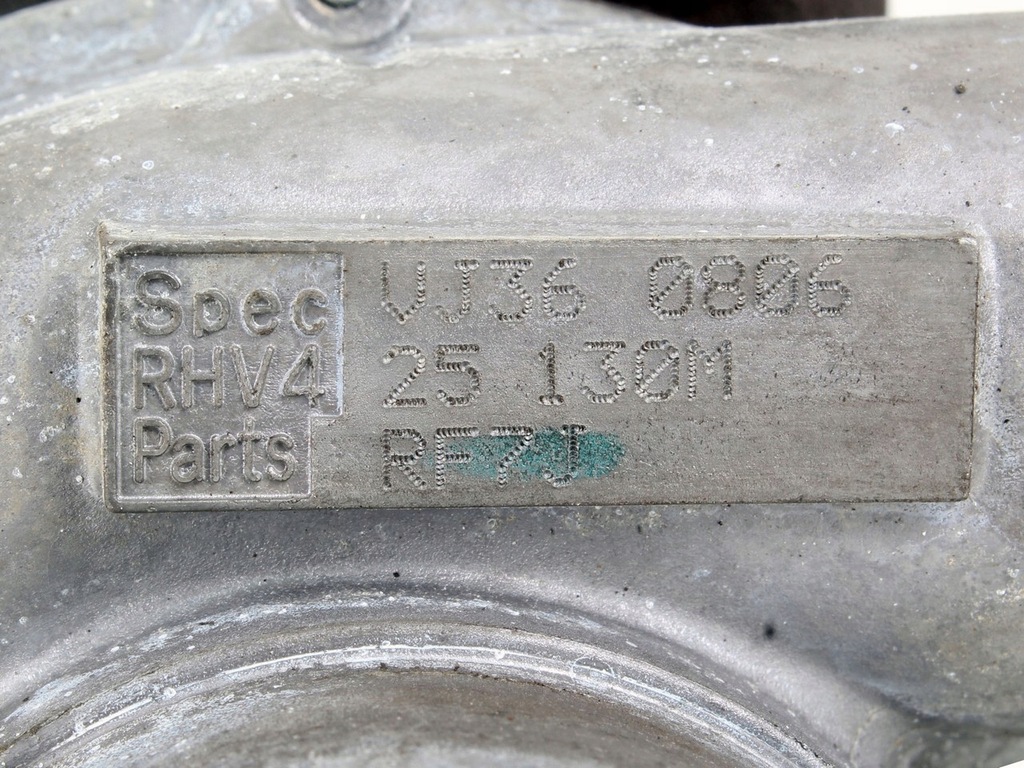 Spec
RHV4
Parts
VJ36 0806
25 130M
RF7J